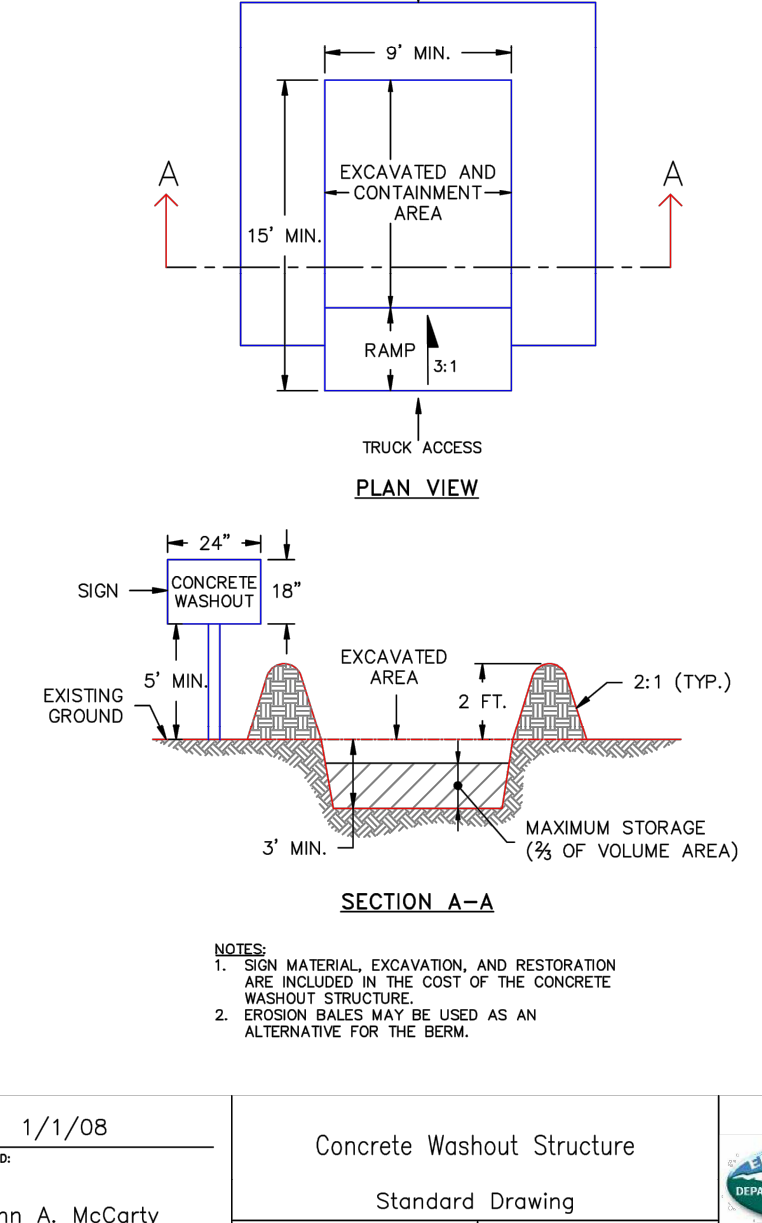 9' MIN.
A
A
EXCAVATED AND
CONTAINMENT
AREA
15' MIN.
RAMP
3:1
TRUCK ACCESS
PLAN VIEW
24"
SIGN
CONCRETE
WASHOUT
18"
5' MIN.
EXCAVATED
AREA
2 FT.
2:1 (TYP.)
EXISTING
GROUND
3' MIN.
MAXIMUM STORAGE
(⅔ OF VOLUME AREA)
SECTION A-A
NOTES:
1. SIGN MATERIAL, EXCAVATION, AND RESTORATION
ARE INCLUDED IN THE COST OF THE CONCRETE
WASHOUT STRUCTURE.
2. EROSION BALES MAY BE USED AS AN
ALTERNATIVE FOR THE BERM.
1/1/08
D:
nn A. McCarty
Concrete Washout Structure
Standard Drawing
DEPA